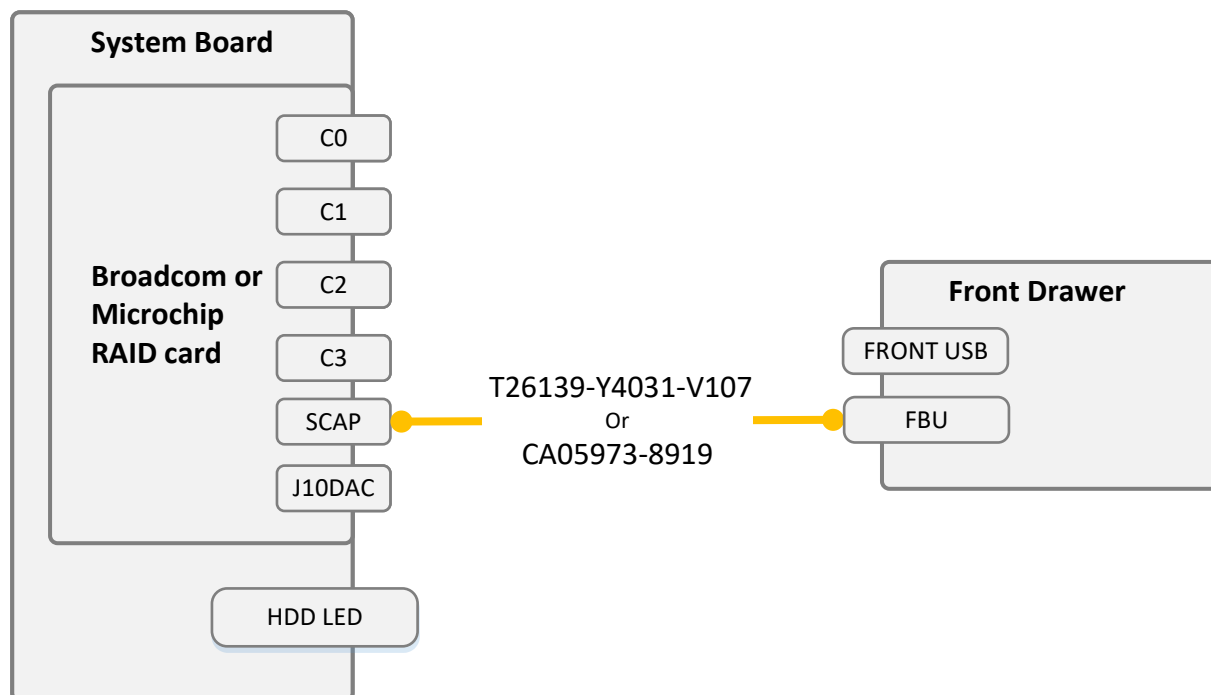 System Board
C0
C1
Broadcom or
Microchip
RAID card
C2
C3
SCAP
J10DAC
HDD LED
T26139-Y4031-V107
Or
CA05973-8919
Front Drawer
FRONT USB
FBU